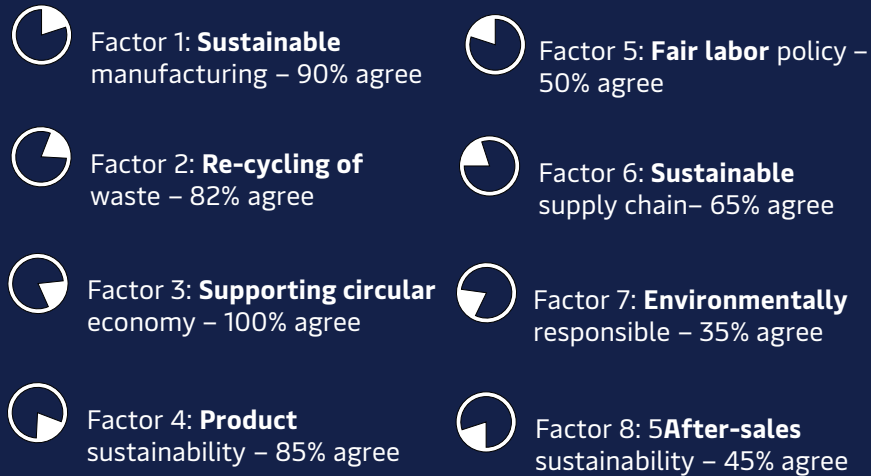 Factor 1: Sustainable
manufacturing – 90% agree
Factor 2: Re-cycling of
waste – 82% agree
Factor 3: Supporting circular
economy – 100% agree
Factor 4: Product
sustainability – 85% agree
Factor 5: Fair labor policy –
50% agree
Factor 6: Sustainable
supply chain– 65% agree
Factor 7: Environmentally
responsible – 35% agree
Factor 8: 5After-sales
sustainability – 45% agree